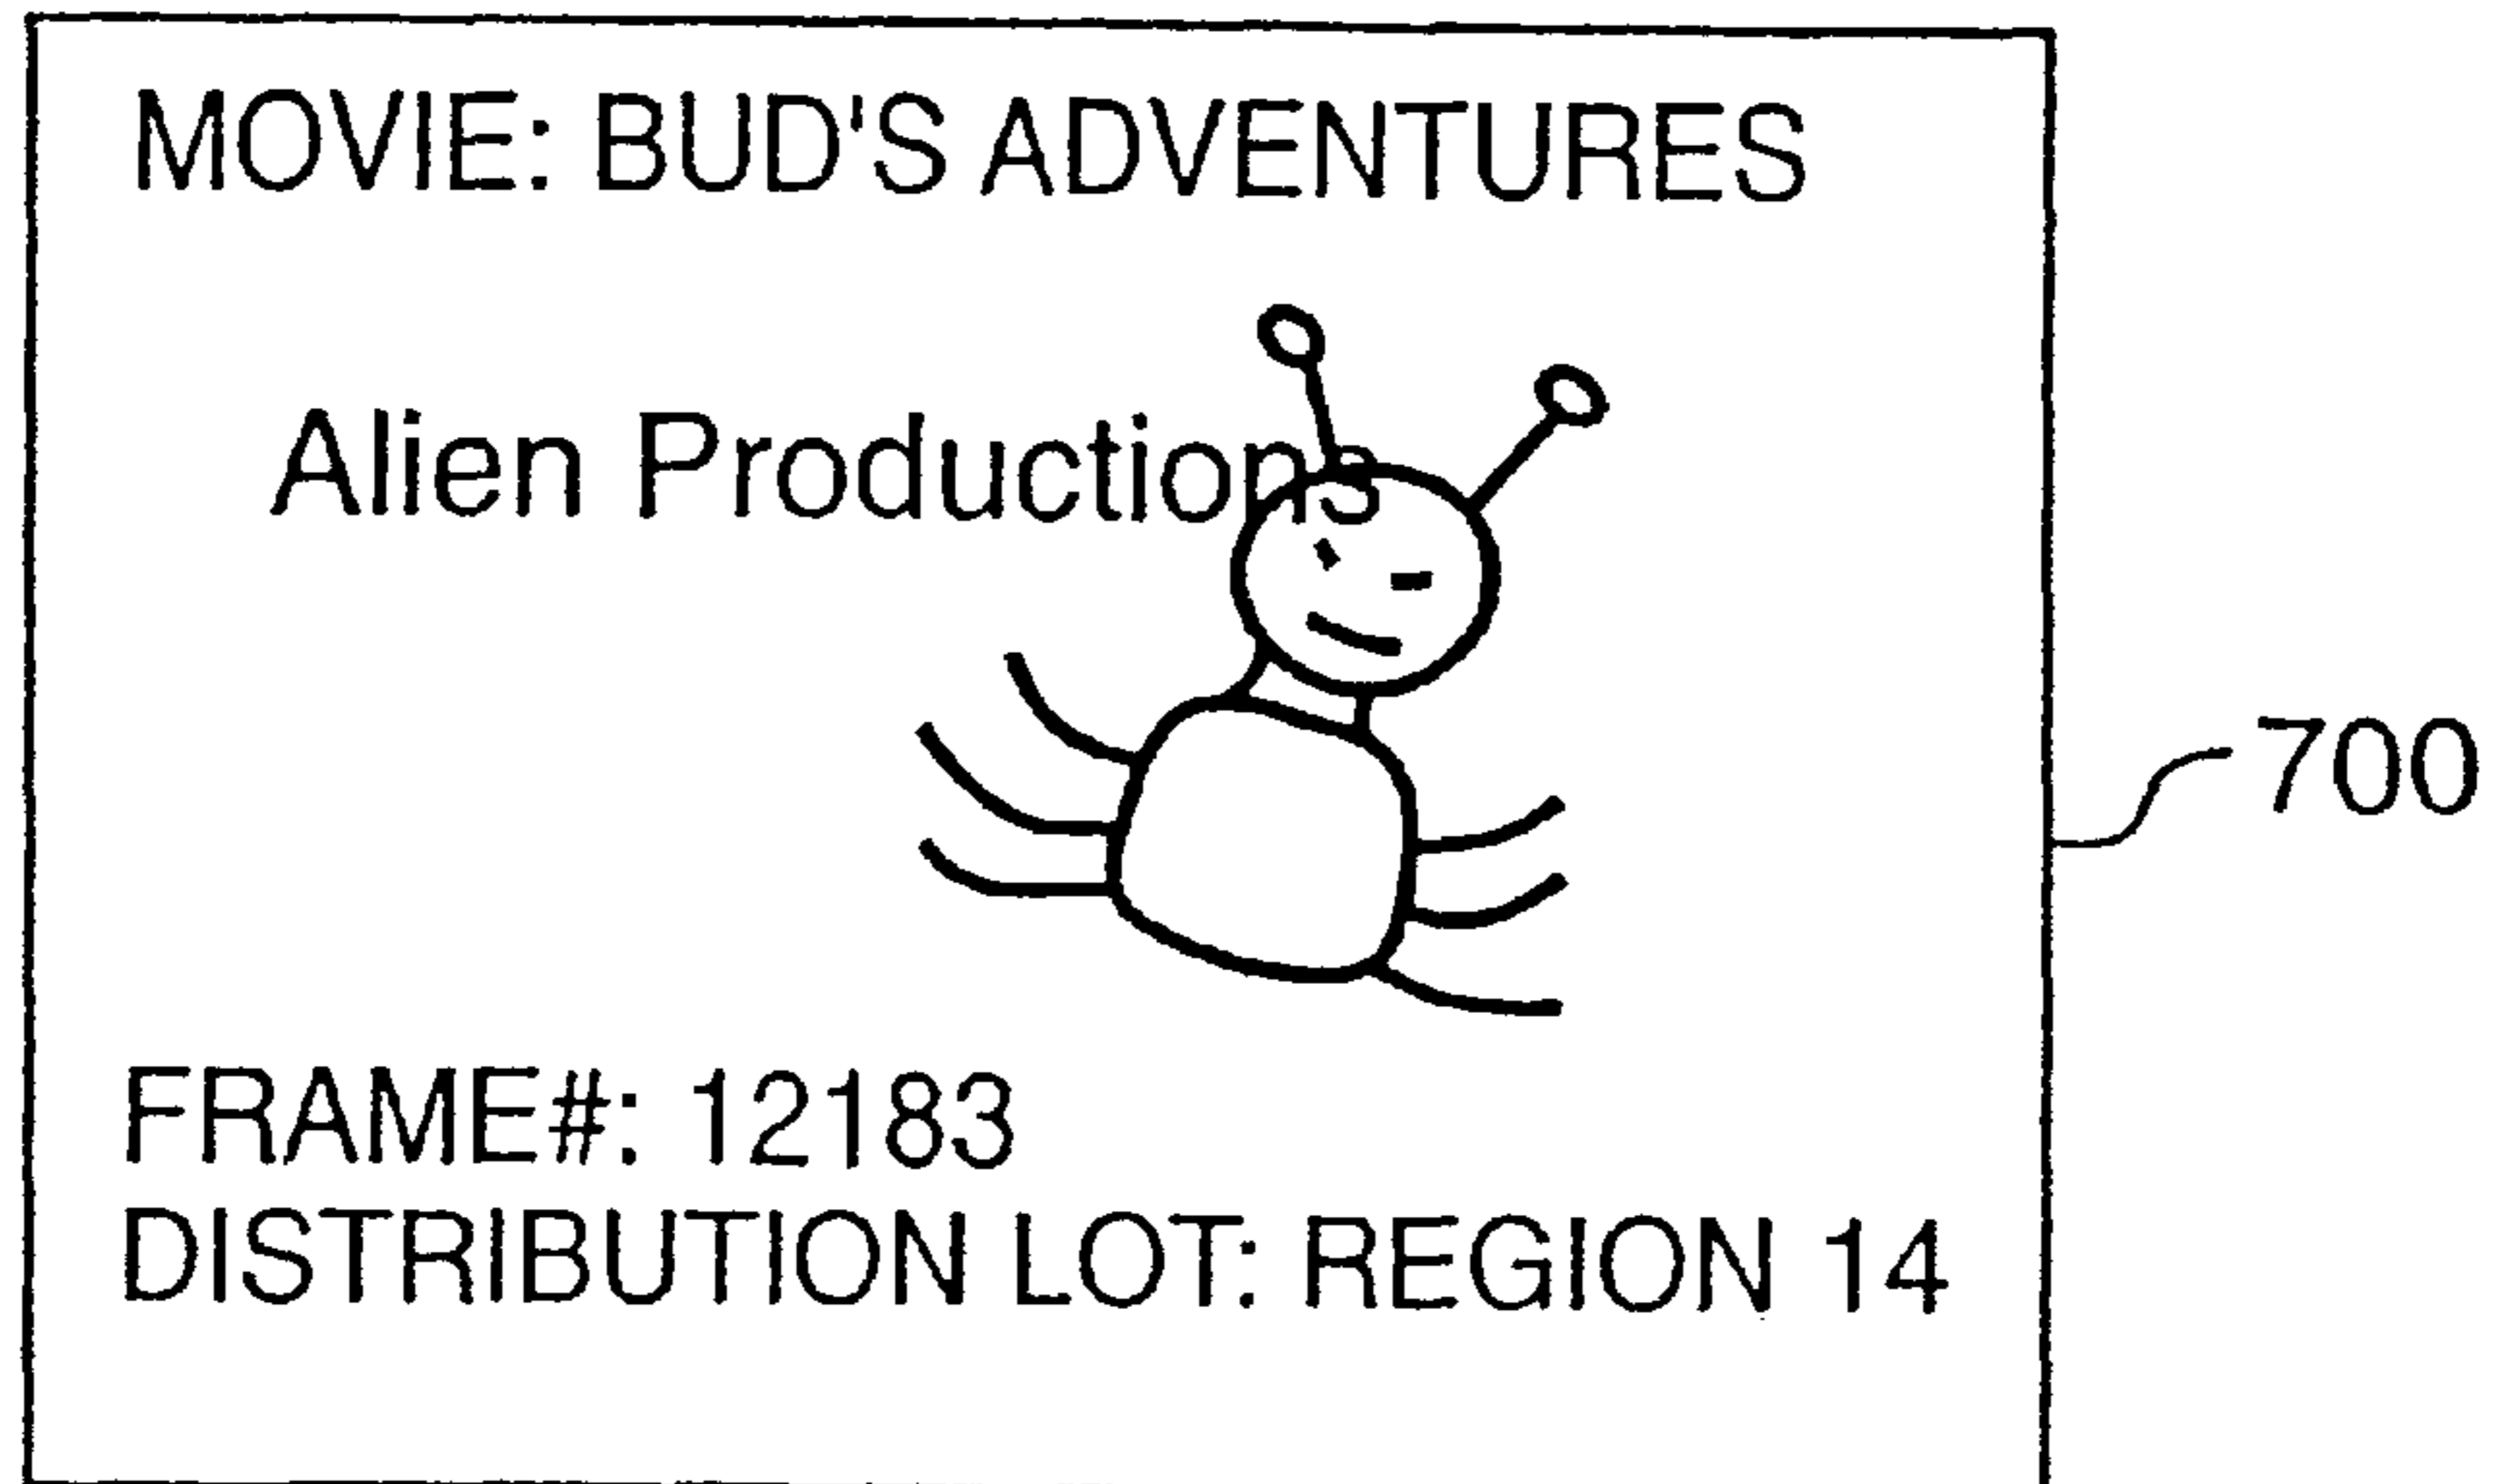 MOVIE: BUD'S ADVENTURES
Alien Productions
700
FRAME#: 12183
DISTRIBUTION LOT: REGION 14